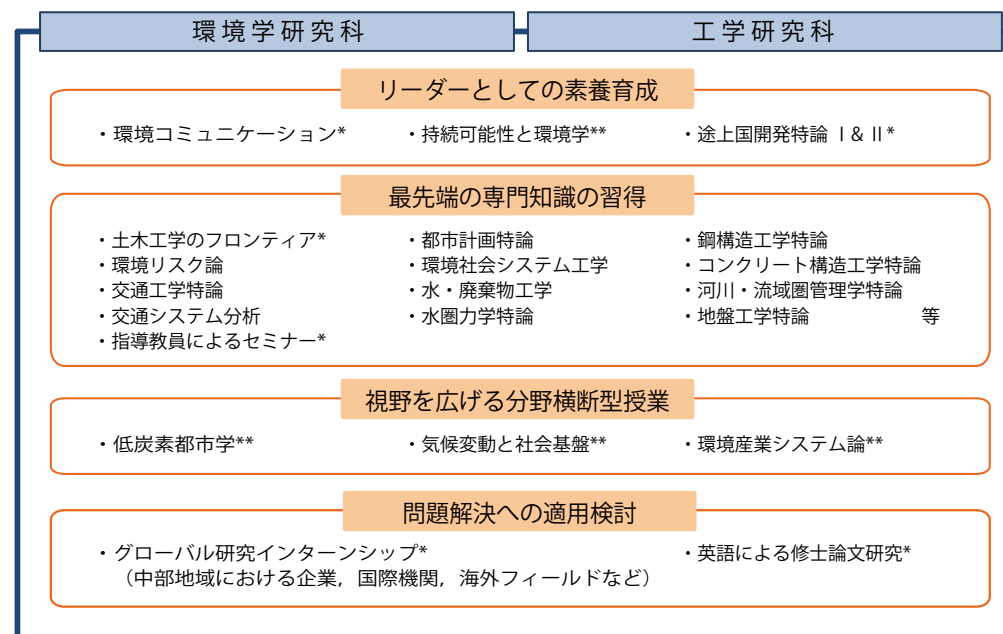 環境学研究科
工学研究科
リーダーとしての素養育成
・環境コミュニケーション* ・持続可能性と環境学** ・途上国開発特論 Ⅰ & Ⅱ*
最先端の専門知識の習得
・土木工学のフロンティア* ・都市計画特論 ・鋼構造工学特論
・環境リスク論 ・環境社会システム工学 ・コンクリート構造工学特論
・交通工学特論 ・水・廃棄物工学 ・河川・流域圏管理学特論
・交通システム分析 ・水圏力学特論 ・地盤工学特論 等
・指導教員によるセミナー*
視野を広げる分野横断型授業
・低炭素都市学** ・気候変動と社会基盤** ・環境産業システム論**
問題解決への適用検討
・グローバル研究インターンシップ* ・英語による修士論文研究*
（中部地域における企業，国際機関，海外フィールドなど）